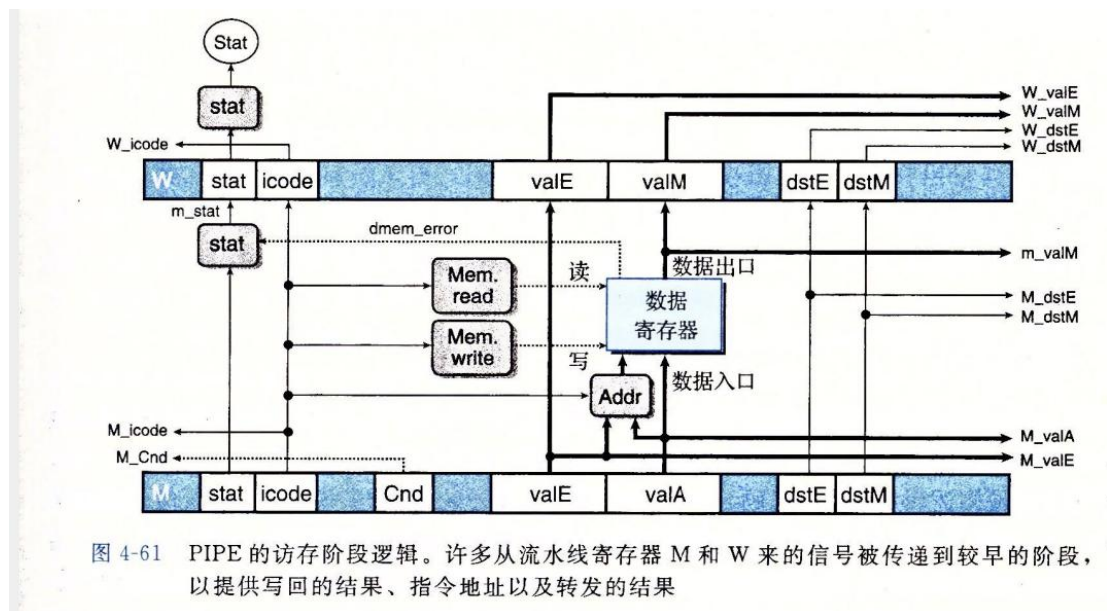 Stat
stat
W_valE
W_valM
W_dstE
W_dstM
W_icode
W stat icode valE valM dstE dstM
m_stat
dmem_error
stat
m_valM
数据出口
读
Mem.
read
数据
寄存器
M_dstE
M_dstM
Mem.
write
写
数据入口
Addr
M_icode
M_valA
M_Cnd
M_valE
M stat icode Cnd valE valA dstE dstM
图 4-61 PIPE 的访存阶段逻辑。许多从流水线寄存器 M 和 W 来的信号被传递到较早的阶段，
以提供写回的结果、指令地址以及转发的结果